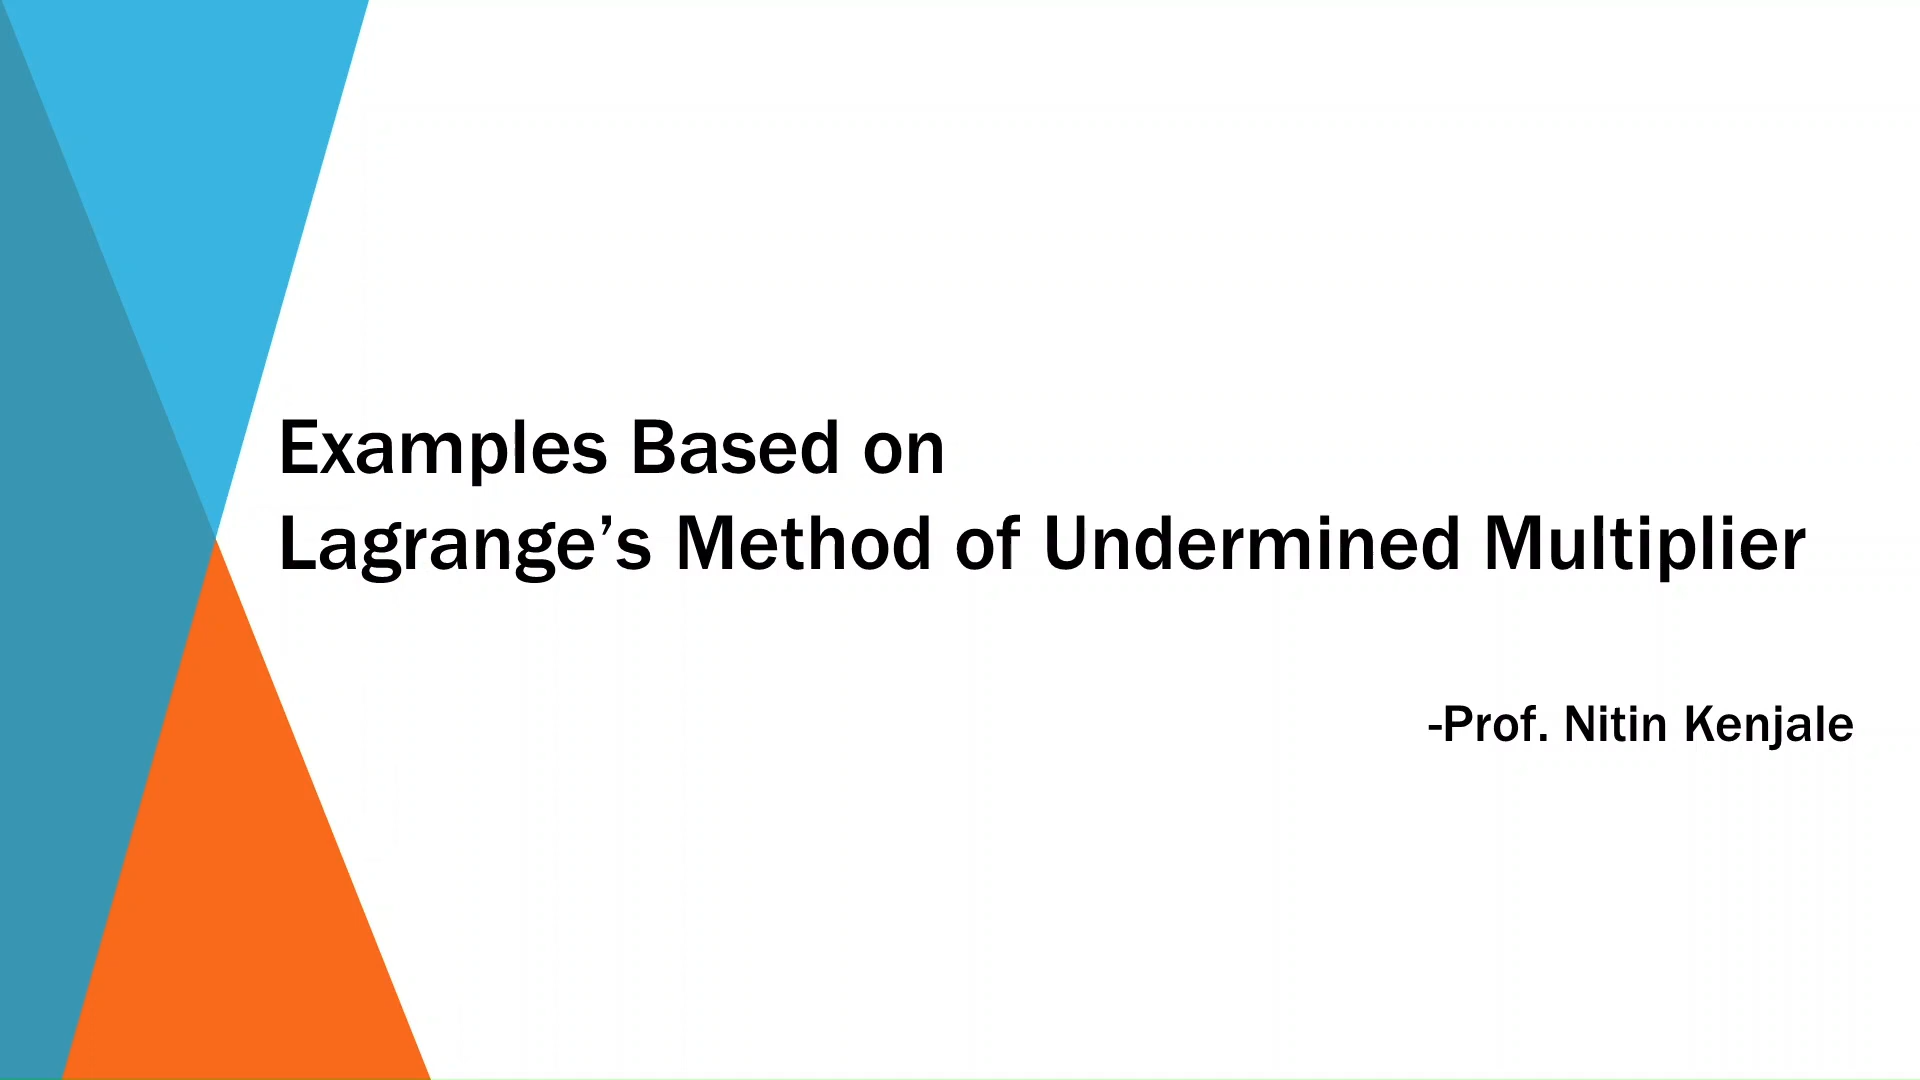 Examples Based on
Lagrange’s Method of Undermined Multiplier
-Prof. Nitin Kenjale